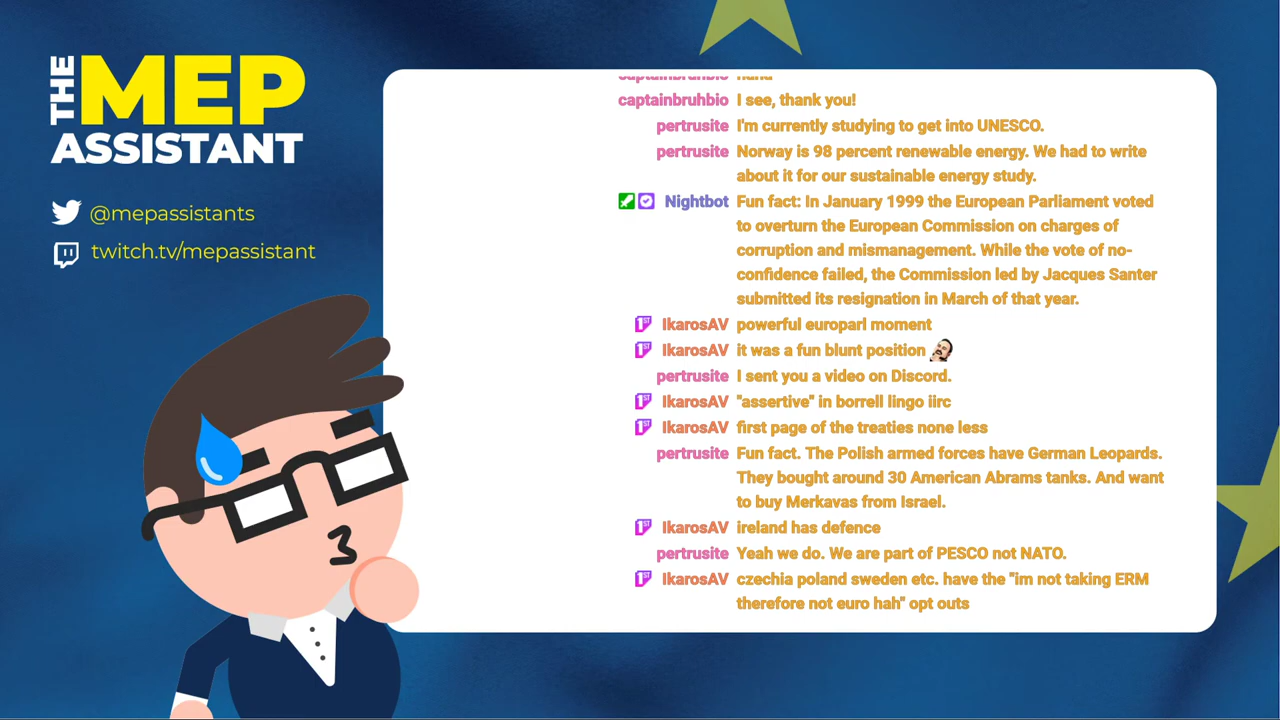 THE
MEP
ASSISTANT
@mepassistants
twitch.tv/mepassistant
captainbruhbio haha
captainbruhbio I see, thank you!
pertrusite I'm currently studying to get into UNESCO.
pertrusite Norway is 98 percent renewable energy. We had to write
about it for our sustainable energy study.
Nightbot Fun fact: In January 1999 the European Parliament voted
to overturn the European Commission on charges of
corruption and mismanagement. While the vote of no-
confidence failed, the Commission led by Jacques Santer
submitted its resignation in March of that year.
1ST IkarosAV powerful europarl moment
1ST IkarosAV it was a fun blunt position
pertrusite I sent you a video on Discord.
1ST IkarosAV "assertive" in borrell lingo iirc
1ST IkarosAV first page of the treaties none less
pertrusite Fun fact. The Polish armed forces have German Leopards.
They bought around 30 American Abrams tanks. And want
to buy Merkavas from Israel.
1ST IkarosAV ireland has defence
pertrusite Yeah we do. We are part of PESCO not NATO.
1ST IkarosAV czechia poland sweden etc. have the "im not taking ERM
therefore not euro hah" opt outs